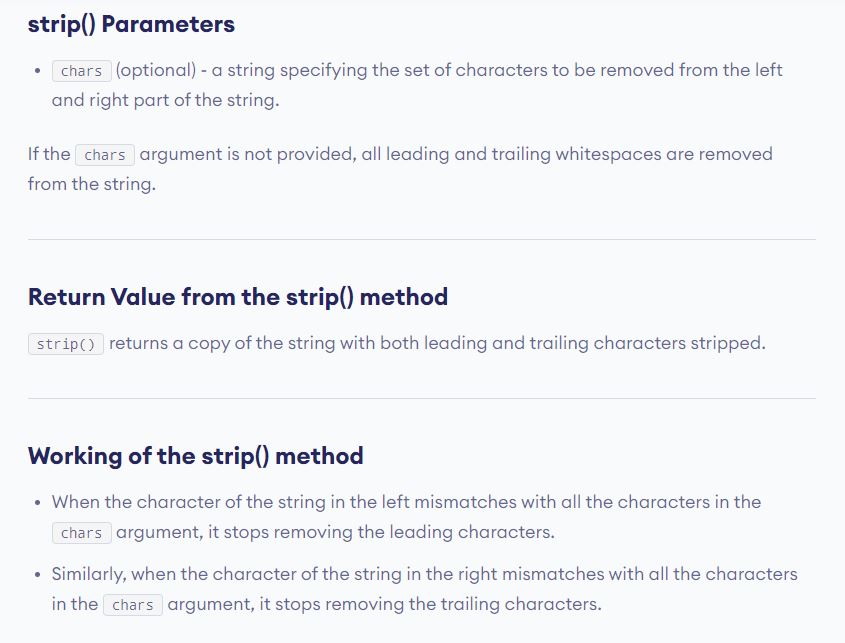 strip() Parameters
• chars (optional) - a string specifying the set of characters to be removed from the left
and right part of the string.
If the chars argument is not provided, all leading and trailing whitespaces are removed
from the string.
Return Value from the strip() method
strip() returns a copy of the string with both leading and trailing characters stripped.
Working of the strip() method
• When the character of the string in the left mismatches with all the characters in the
chars argument, it stops removing the leading characters.
• Similarly, when the character of the string in the right mismatches with all the characters
in the chars argument, it stops removing the trailing characters.